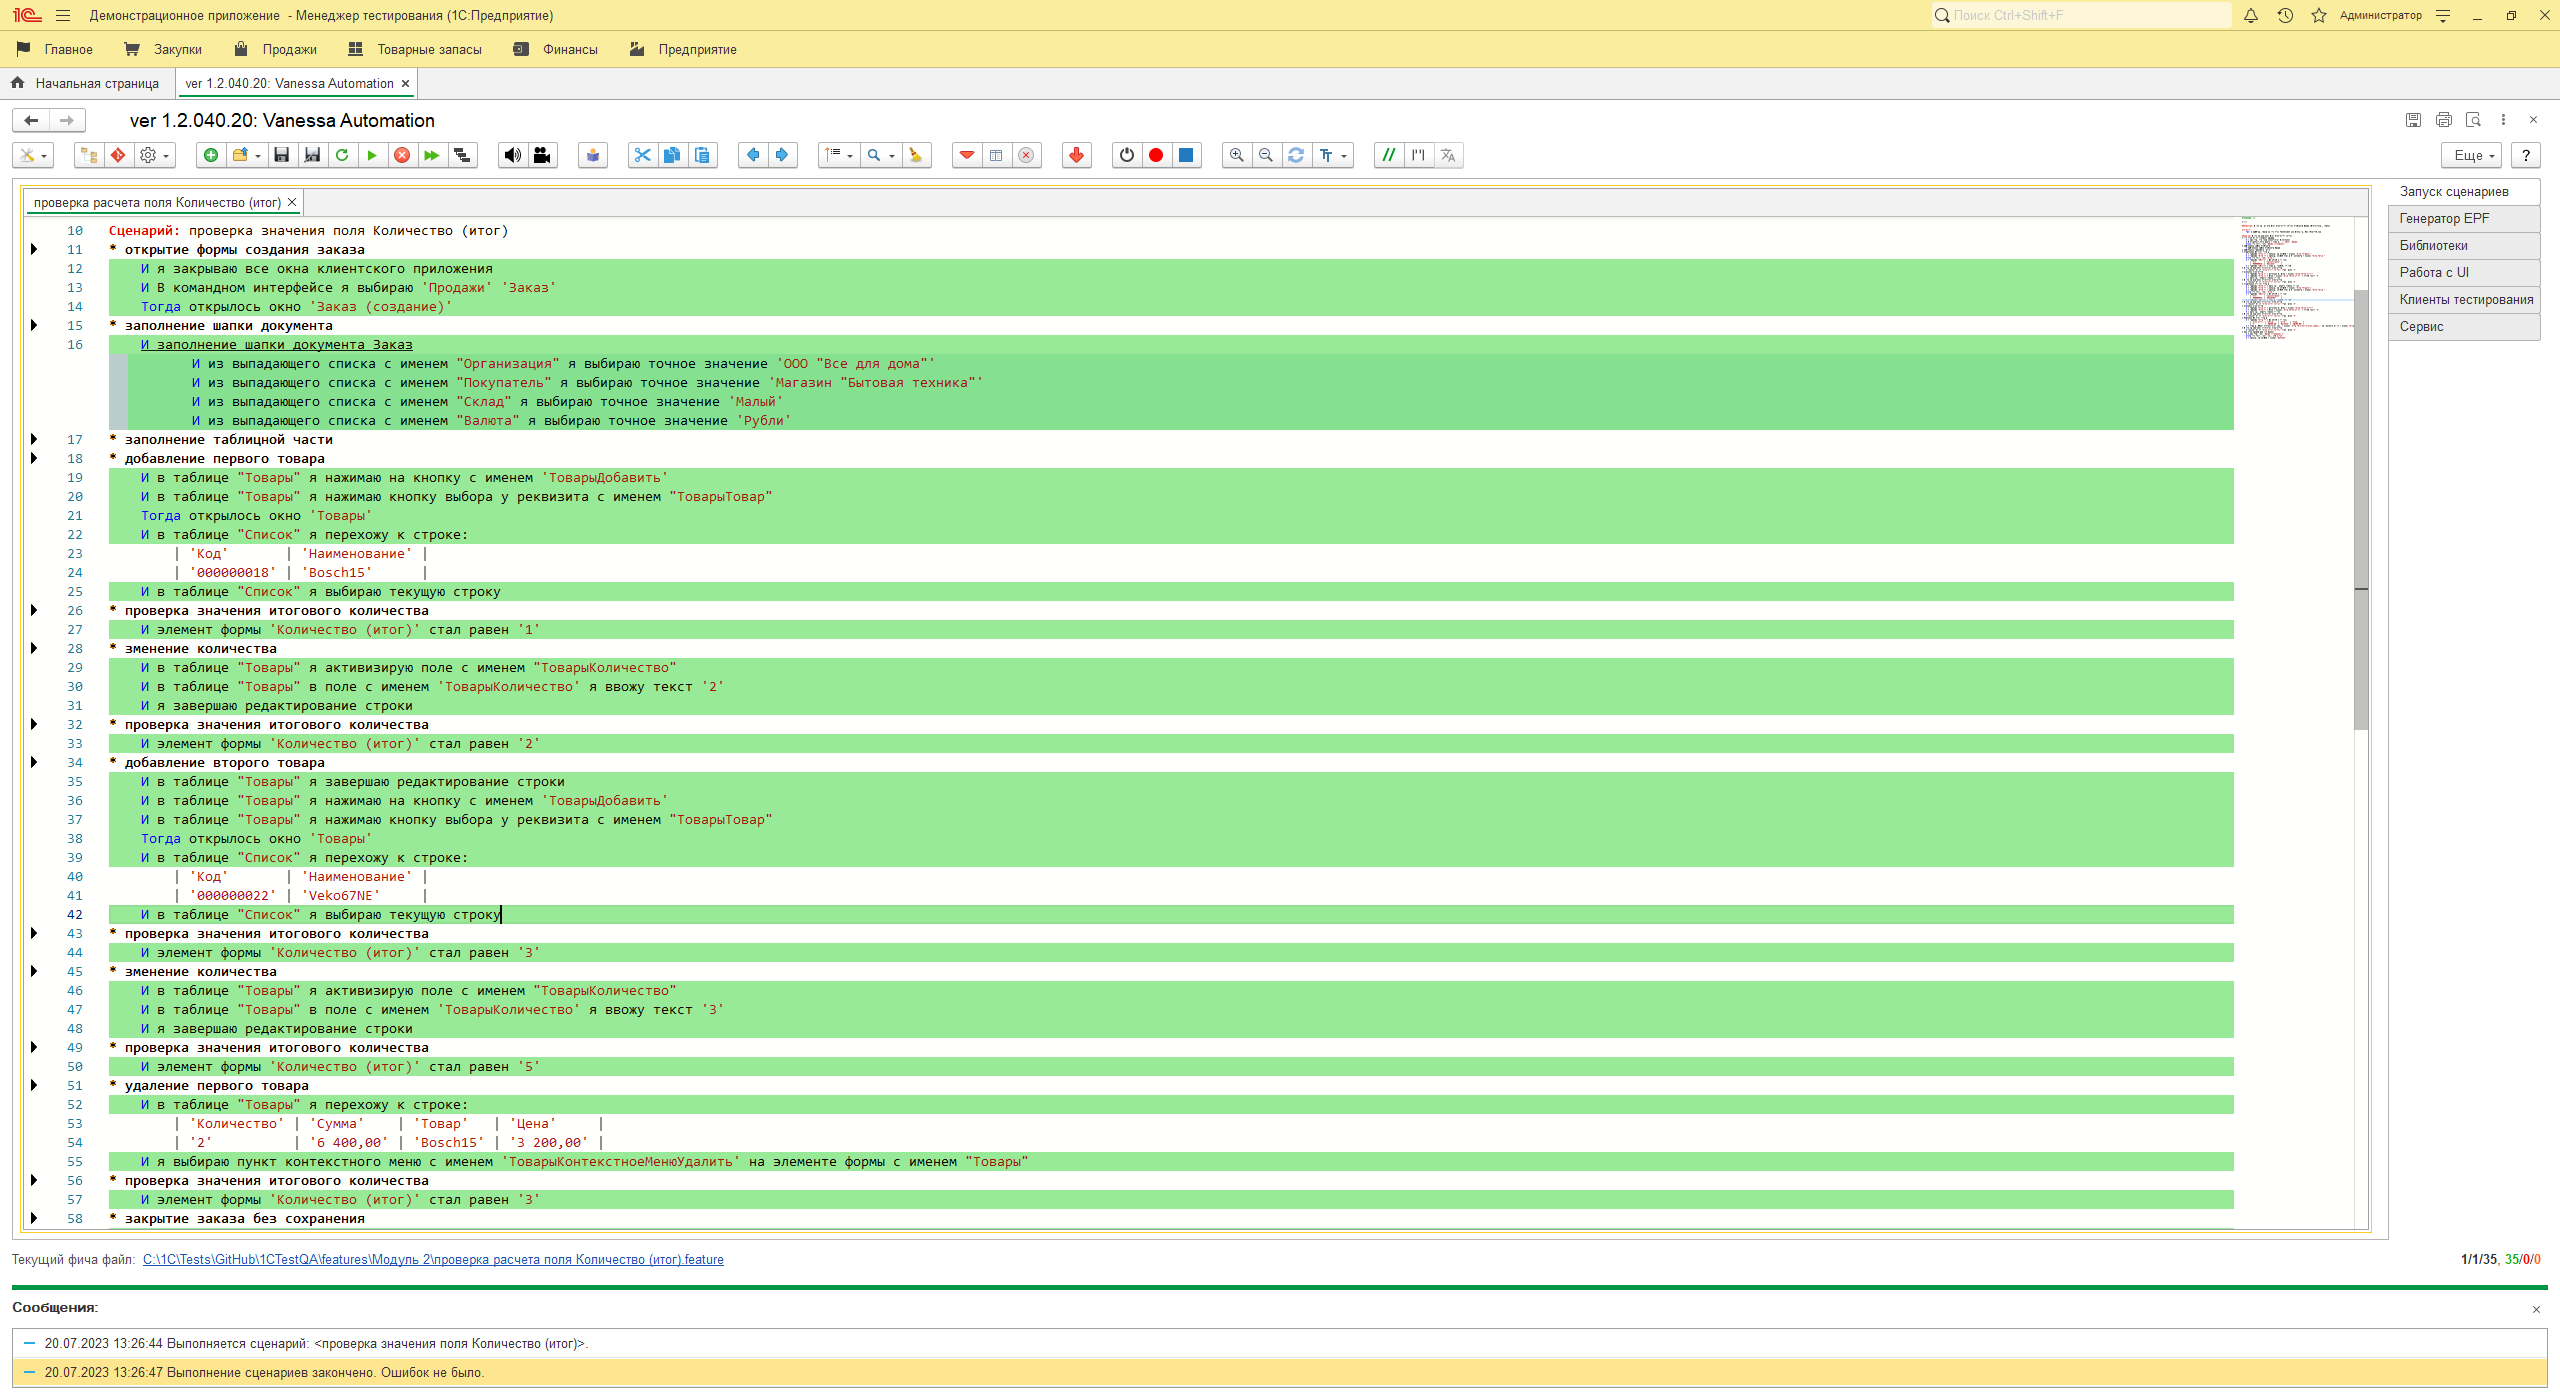 Демонстрационное приложение - Менеджер тестирования (1С:Предприятие)
Поиск Ctrl+Shift+F
Администратор
Главное
Закупки
Продажи
Товарные запасы
Финансы
Предприятие
Начальная страница
ver 1.2.040.20: Vanessa Automation
ver 1.2.040.20: Vanessa Automation
Еще
?
проверка расчета поля Количество (итог)
Запуск сценариев
Генератор EPF
Библиотеки
Работа с UI
Клиенты тестирования
Сервис
10 Сценарий: проверка значения поля Количество (итог)
11 * открытие формы создания заказа
12 И я закрываю все окна клиентского приложения
13 И В командном интерфейсе я выбираю 'Продажи' 'Заказ'
14 Тогда открылось окно 'Заказ (создание)'
15 * заполнение шапки документа
16 И заполнение шапки документа Заказ
И из выпадающего списка с именем "Организация" я выбираю точное значение 'ООО "Все для дома"'
И из выпадающего списка с именем "Покупатель" я выбираю точное значение 'Магазин "Бытовая техника"'
И из выпадающего списка с именем "Склад" я выбираю точное значение 'Малый'
И из выпадающего списка с именем "Валюта" я выбираю точное значение 'Рубли'
17 * заполнение таблицной части
18 * добавление первого товара
19 И в таблице "Товары" я нажимаю на кнопку с именем 'ТоварыДобавить'
20 И в таблице "Товары" я нажимаю кнопку выбора у реквизита с именем "ТоварыТовар"
21 Тогда открылось окно 'Товары'
22 И в таблице "Список" я перехожу к строке:
23 | 'Код' | 'Наименование' |
24 | '000000018' | 'Bosch15' |
25 И в таблице "Список" я выбираю текущую строку
26 * проверка значения итогового количества
27 И элемент формы 'Количество (итог)' стал равен '1'
28 * зменение количества
29 И в таблице "Товары" я активизирую поле с именем "ТоварыКоличество"
30 И в таблице "Товары" в поле с именем 'ТоварыКоличество' я ввожу текст '2'
31 И я завершаю редактирование строки
32 * проверка значения итогового количества
33 И элемент формы 'Количество (итог)' стал равен '2'
34 * добавление второго товара
35 И в таблице "Товары" я завершаю редактирование строки
36 И в таблице "Товары" я нажимаю на кнопку с именем 'ТоварыДобавить'
37 И в таблице "Товары" я нажимаю кнопку выбора у реквизита с именем "ТоварыТовар"
38 Тогда открылось окно 'Товары'
39 И в таблице "Список" я перехожу к строке:
40 | 'Код' | 'Наименование' |
41 | '000000022' | 'Veko67NE' |
42 И в таблице "Список" я выбираю текущую строку
43 * проверка значения итогового количества
44 И элемент формы 'Количество (итог)' стал равен '3'
45 * зменение количества
46 И в таблице "Товары" я активизирую поле с именем "ТоварыКоличество"
47 И в таблице "Товары" в поле с именем 'ТоварыКоличество' я ввожу текст '3'
48 И я завершаю редактирование строки
49 * проверка значения итогового количества
50 И элемент формы 'Количество (итог)' стал равен '5'
51 * удаление первого товара
52 И в таблице "Товары" я перехожу к строке:
53 | 'Количество' | 'Сумма' | 'Товар' | 'Цена' |
54 | '2' | '6 400,00' | 'Bosch15' | '3 200,00' |
55 И я выбираю пункт контекстного меню с именем 'ТоварыКонтекстноеМенюУдалить' на элементе формы с именем "Товары"
56 * проверка значения итогового количества
57 И элемент формы 'Количество (итог)' стал равен '3'
58 * закрытие заказа без сохранения
Текущий фича файл: C:\1C\Tests\GitHub\1CTestQA\features\Модуль 2\проверка расчета поля Количество (итог).feature
1/1/35, 35/0/0
Сообщения:
20.07.2023 13:26:44 Выполняется сценарий: <проверка значения поля Количество (итог)>.
20.07.2023 13:26:47 Выполнение сценариев закончено. Ошибок не было.